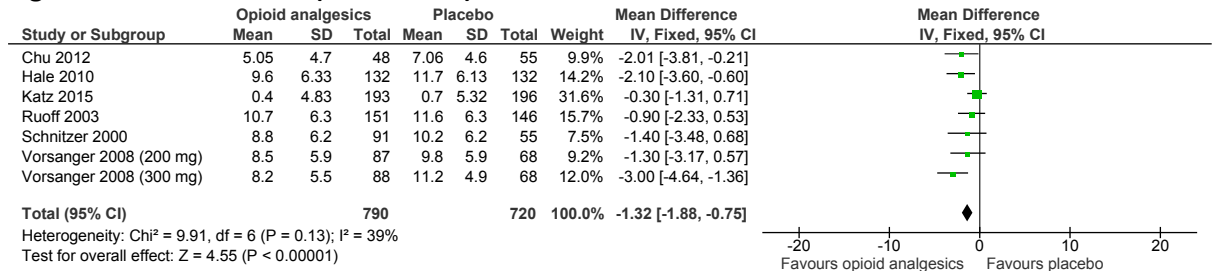 Opioid analgesics Placebo Mean Difference Mean Difference
Study or Subgroup Mean SD Total Mean SD Total Weight IV, Fixed, 95% CI IV, Fixed, 95% CI
Chu 2012 5.05 4.7 48 7.06 4.6 55 9.9% -2.01 [-3.81, -0.21]
Hale 2010 9.6 6.33 132 11.7 6.13 132 14.2% -2.10 [-3.60, -0.60]
Katz 2015 0.4 4.83 193 0.7 5.32 196 31.6% -0.30 [-1.31, 0.71]
Ruoff 2003 10.7 6.3 151 11.6 6.3 146 15.7% -0.90 [-2.33, 0.53]
Schnitzer 2000 8.8 6.2 91 10.2 6.2 55 7.5% -1.40 [-3.48, 0.68]
Vorsanger 2008 (200 mg) 8.5 5.9 87 9.8 5.9 68 9.2% -1.30 [-3.17, 0.57]
Vorsanger 2008 (300 mg) 8.2 5.5 88 11.2 4.9 68 12.0% -3.00 [-4.64, -1.36]
Total (95% CI) 790 720 100.0% -1.32 [-1.88, -0.75]
Heterogeneity: Chi² = 9.91, df = 6 (P = 0.13); I² = 39%
Test for overall effect: Z = 4.55 (P < 0.00001)
-20 -10 0 10 20
Favours opioid analgesics Favours placebo